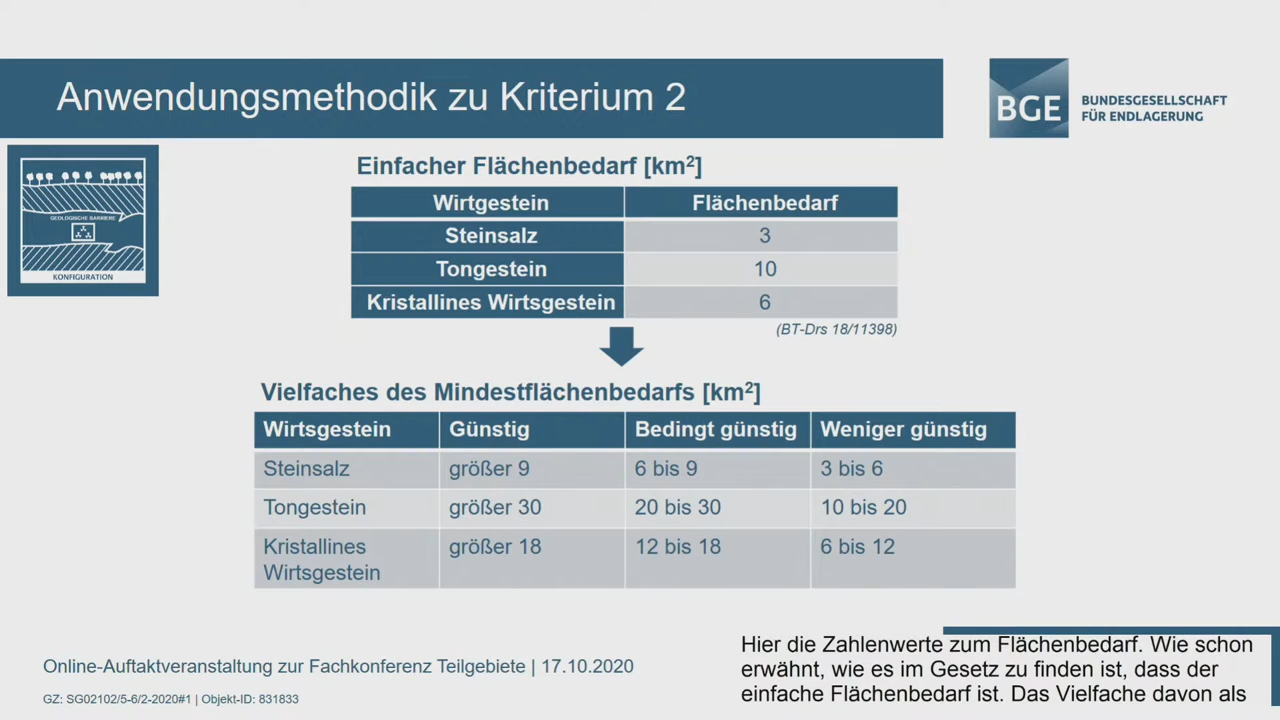 Anwendungsmethodik zu Kriterium 2
BGE
BUNDESGESELLSCHAFT
FÜR ENDLAGERUNG
GEOLOGISCHE BARRIERE
KONFIGURATION
Einfacher Flächenbedarf [km²]
Wirtgestein Flächenbedarf
Steinsalz 3
Tongestein 10
Kristallines Wirtsgestein 6
(BT-Drs 18/11398)
Vielfaches des Mindestflächenbedarfs [km²]
Wirtsgestein Günstig Bedingt günstig Weniger günstig
Steinsalz größer 9 6 bis 9 3 bis 6
Tongestein größer 30 20 bis 30 10 bis 20
Kristallines größer 18 12 bis 18 6 bis 12
Wirtsgestein
Online-Auftaktveranstaltung zur Fachkonferenz Teilgebiete | 17.10.2020
GZ: SG02102/5-6/2-2020#1 | Objekt-ID: 831833
Hier die Zahlenwerte zum Flächenbedarf. Wie schon
erwähnt, wie es im Gesetz zu finden ist, dass der
einfache Flächenbedarf ist. Das Vielfache davon als